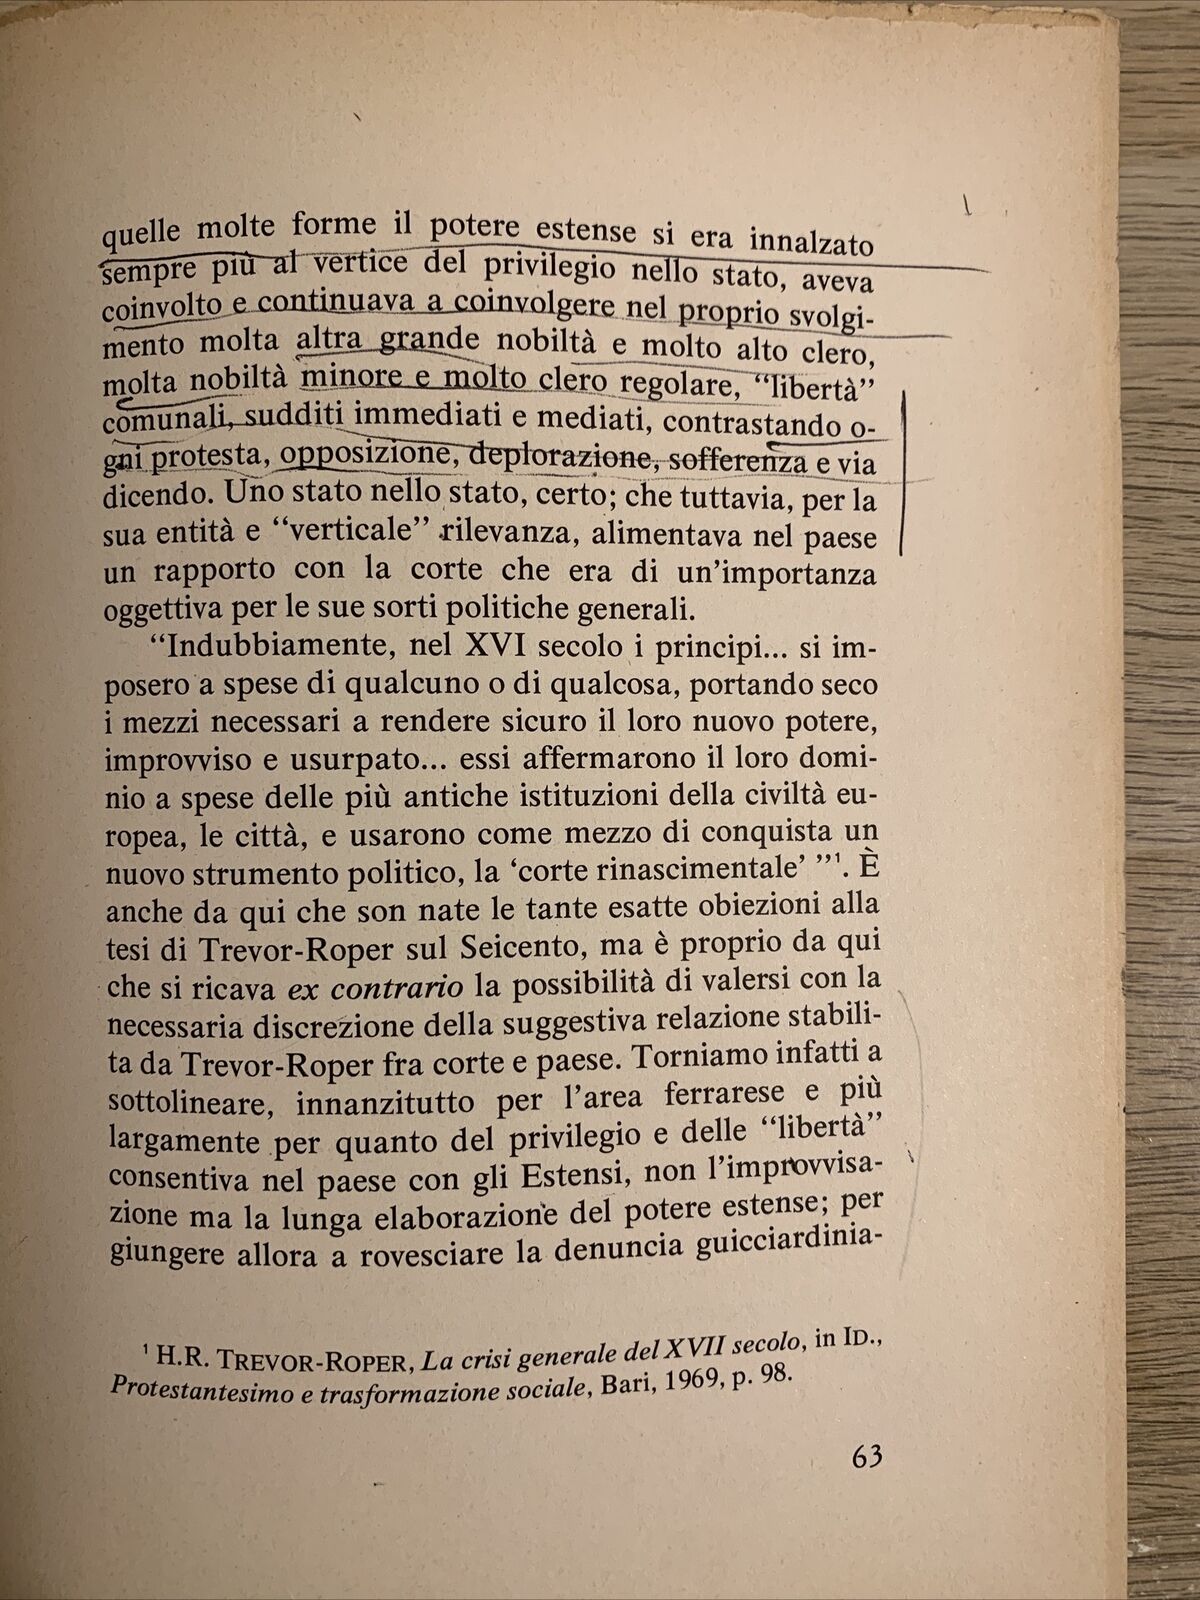 quelle molte forme il potere estense si era innalzato
sempre più al vertice del privilegio nello stato, aveva
coinvolto e continuava a coinvolgere nel proprio svolgi-
mento molta altra grande nobiltà e molto alto clero,
molta nobiltà minore e molto clero regolare, “libertà”
comunali, sudditi immediati e mediati, contrastando o-
gni protesta, opposizione, deplorazione, sofferenza e via
dicendo. Uno stato nello stato, certo; che tuttavia, per la
sua entità e “verticale” rilevanza, alimentava nel paese
un rapporto con la corte che era di un’importanza
oggettiva per le sue sorti politiche generali.
“Indubbiamente, nel XVI secolo i principi... si im-
posero a spese di qualcuno o di qualcosa, portando seco
i mezzi necessari a rendere sicuro il loro nuovo potere,
improvviso e usurpato... essi affermarono il loro domi-
nio a spese delle più antiche istituzioni della civiltà eu-
ropea, le città, e usarono come mezzo di conquista un
nuovo strumento politico, la ‘corte rinascimentale’ ”¹. È
anche da qui che son nate le tante esatte obiezioni alla
tesi di Trevor-Roper sul Seicento, ma è proprio da qui
che si ricava ex contrario la possibilità di valersi con la
necessaria discrezione della suggestiva relazione stabili-
ta da Trevor-Roper fra corte e paese. Torniamo infatti a
sottolineare, innanzitutto per l’area ferrarese e più
largamente per quanto del privilegio e delle “libertà”
consentiva nel paese con gli Estensi, non l’improvvisa-
zione ma la lunga elaborazione del potere estense; per
giungere allora a rovesciare la denuncia guicciardinia-
¹ H.R. TREVOR-ROPER, La crisi generale del XVII secolo, in ID.,
Protestantesimo e trasformazione sociale, Bari, 1969, p. 98.
63